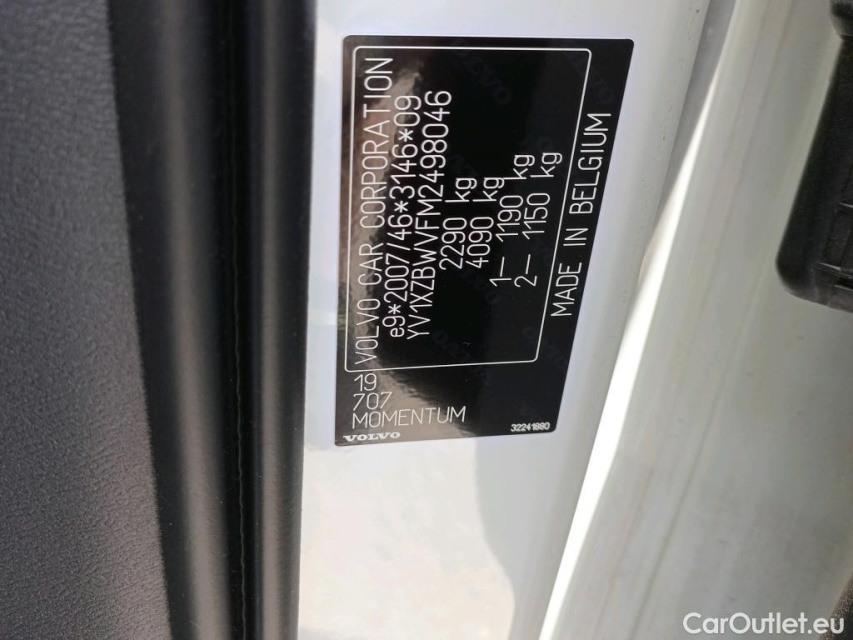 VOLVO CAR CORPORATION
e9*2007/46*3146*09
YV1XZBWVFM2498046
2290 kg
4090 kg
1— 1190 kg
2— 1150 kg
MADE IN BELGIUM
19
707
MOMENTUM
VOLVO
32241880
CarOutlet.eu